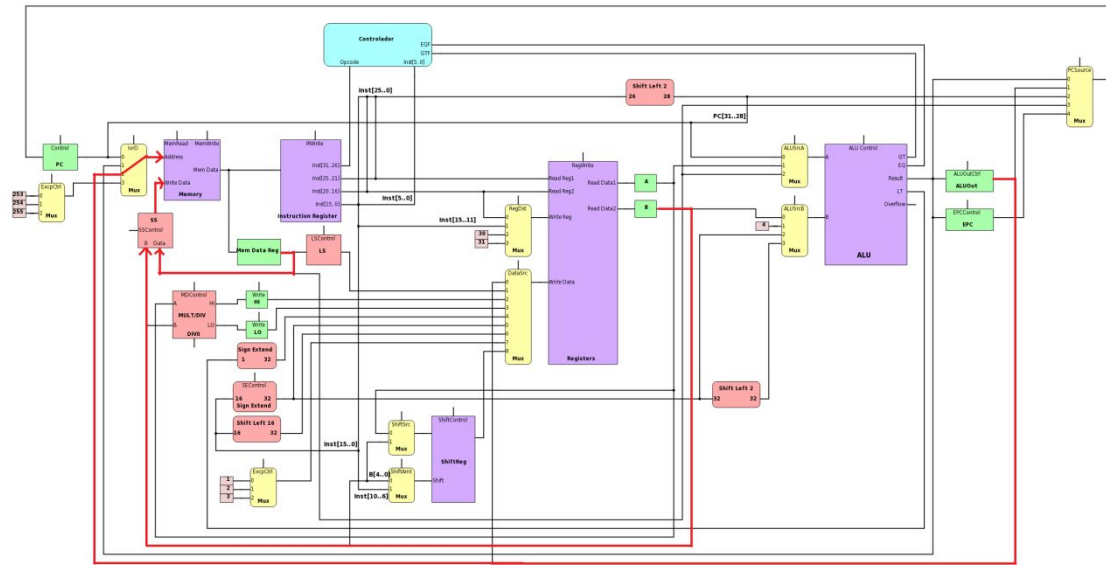 Controlador
EQF
GTF
Opcode
Ind[5..0]
Inst[25..0]
Shift Left 2
26 28
PC[31..28]
PCSource
0
1
2
3
4
Mux
Control
PC
ExcpCtrl
253
254
255
0
1
2
Mux
IorD
0
1
2
3
Mux
MemRead
MemWrite
Address
Mem Data
Write Data
Memory
IRWrite
Ind[31..26]
Ind[25..21]
Ind[20..16]
Ind[15..0]
Instruction Register
Inst[5..0]
SS
SSControl
B Data
Mem Data Reg
LSControl
LS
Inst[15..11]
30
31
RegDst
0
1
2
3
Mux
RegWrite
Read Reg1
Read Reg2
Read Data1
Read Data2
Write Reg
Write Data
Registers
A
B
DataSrc
0
1
2
3
4
5
6
7
8
Mux
ALUSrcA
0
1
2
Mux
ALUSrcB
4
0
1
2
3
Mux
ALU Control
A
B
GT
EQ
Result
LT
Overflow
ALU
ALUOutCtrl
ALUOut
EPCControl
EPC
MDControl
A
HI
MULT/DIV
B
LO
DIV0
Write
HI
Write
LO
Sign Extend
1 32
SEControl
16 32
Sign Extend
Shift Left 16
16 32
Inst[15..0]
Shift Left 2
32 32
ExcpCtrl
1
2
3
0
1
2
Mux
ShiftSrc
0
1
Mux
B[4..0]
ShiftAmt
0
1
Mux
Inst[10..6]
ShiftControl
ShiftReg
Shift